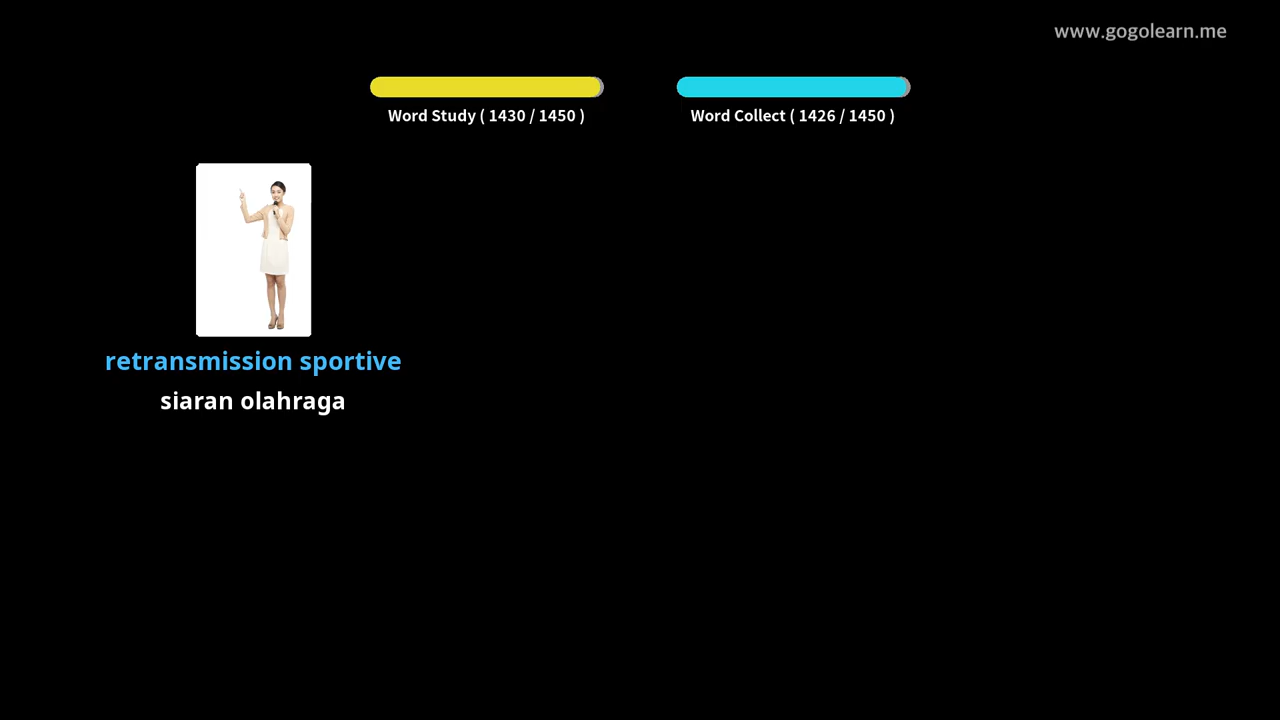 www.gogolearn.me
Word Study ( 1430 / 1450 )
Word Collect ( 1426 / 1450 )
retransmission sportive
siaran olahraga